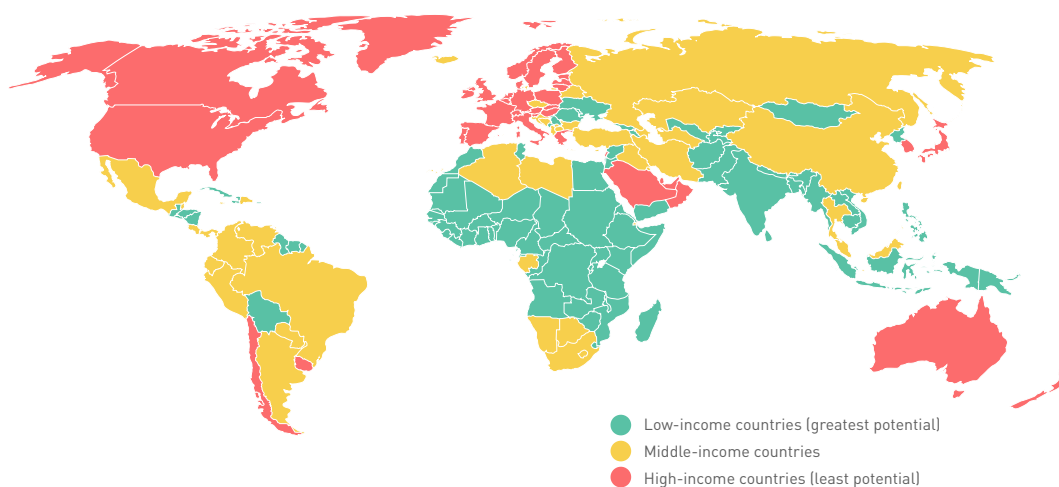 Low-income countries (greatest potential)
Middle-income countries
High-income countries (least potential)